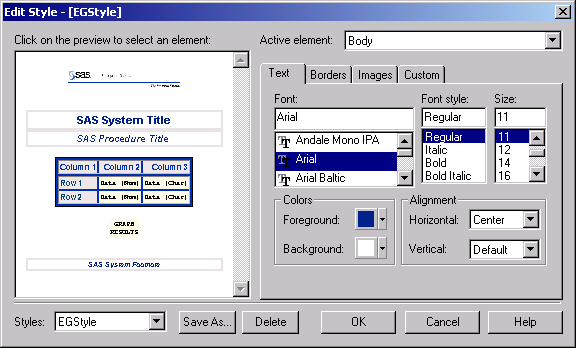 Edit Style - [EGStyle]
Click on the preview to select an element:
Active element: Body
Text Borders Images Custom
Font: Font style: Size:
Arial Regular 11
Andale Mono IPA
Arial
Arial Baltic
Regular
Italic
Bold
Bold Italic
11
12
14
16
Colors
Foreground:
Background:
Alignment
Horizontal: Center
Vertical: Default
sas
SAS System Title
SAS Procedure Title
Column 1 Column 2 Column 3
Row 1 Data (Num) Data (Char)
Row 2 Data (Num) Data (Char)
GRAPH
RESULTS
SAS System Footnote
Styles: EGStyle Save As... Delete OK Cancel Help